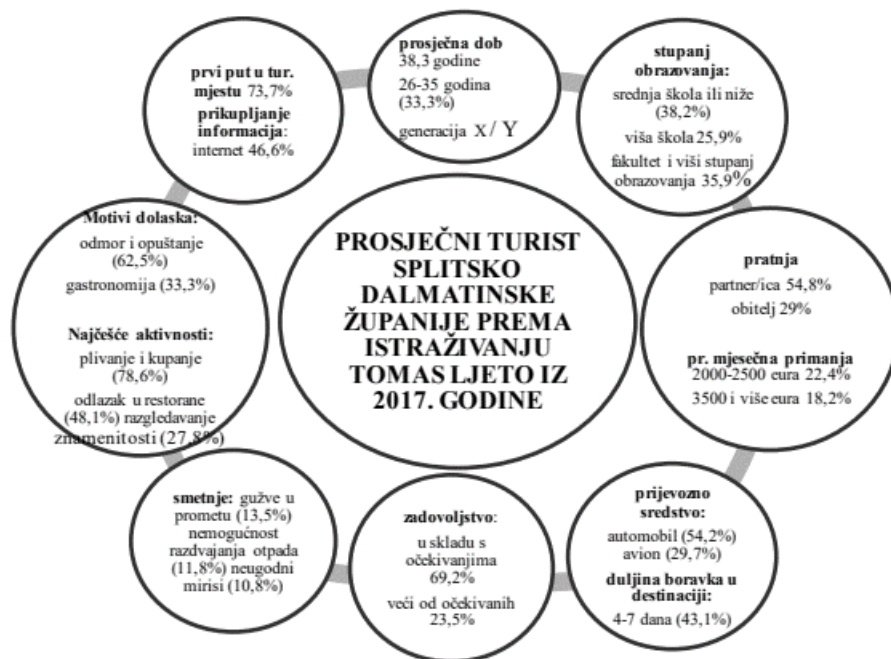 prosječna dob
38,3 godine
26-35 godina
(33,3%)
generacija x / Y
stupanj
obrazovanja:
srednja škola ili niže
(38,2%)
viša škola 25,9%
fakultet i viši stupanj
obrazovanja 35,9%
pratnja
partner/ica 54,8%
obitelj 29%
pr. mjesečna primanja
2000-2500 eura 22,4%
3500 i više eura 18,2%
prijevozno
sredstvo:
automobil (54,2%)
avion (29,7%)
duljina boravka u
destinaciji:
4-7 dana (43,1%)
zadovoljstvo:
u skladu s
očekivanjima
69,2%
veći od očekivanih
23,5%
smetnje: gužve u
prometu (13,5%)
nemogućnost
razdvajanja otpada
(11,8%) neugodni
mirisi (10,8%)
Motivi dolaska:
odmor i opuštanje
(62,5%)
gastronomija (33,3%)
Najčešće aktivnosti:
plivanje i kupanje
(78,6%)
odlazak u restorane
(48,1%) razgledavanje
znamenitosti (27,8%)
prvi put u tur.
mjestu 73,7%
prikupljanje
informacija:
internet 46,6%
PROSJEČNI TURIST
SPLITSKO
DALMATINSKE
ŽUPANIJE PREMA
ISTRAŽIVANJU
TOMAS LJETO IZ
2017. GODINE